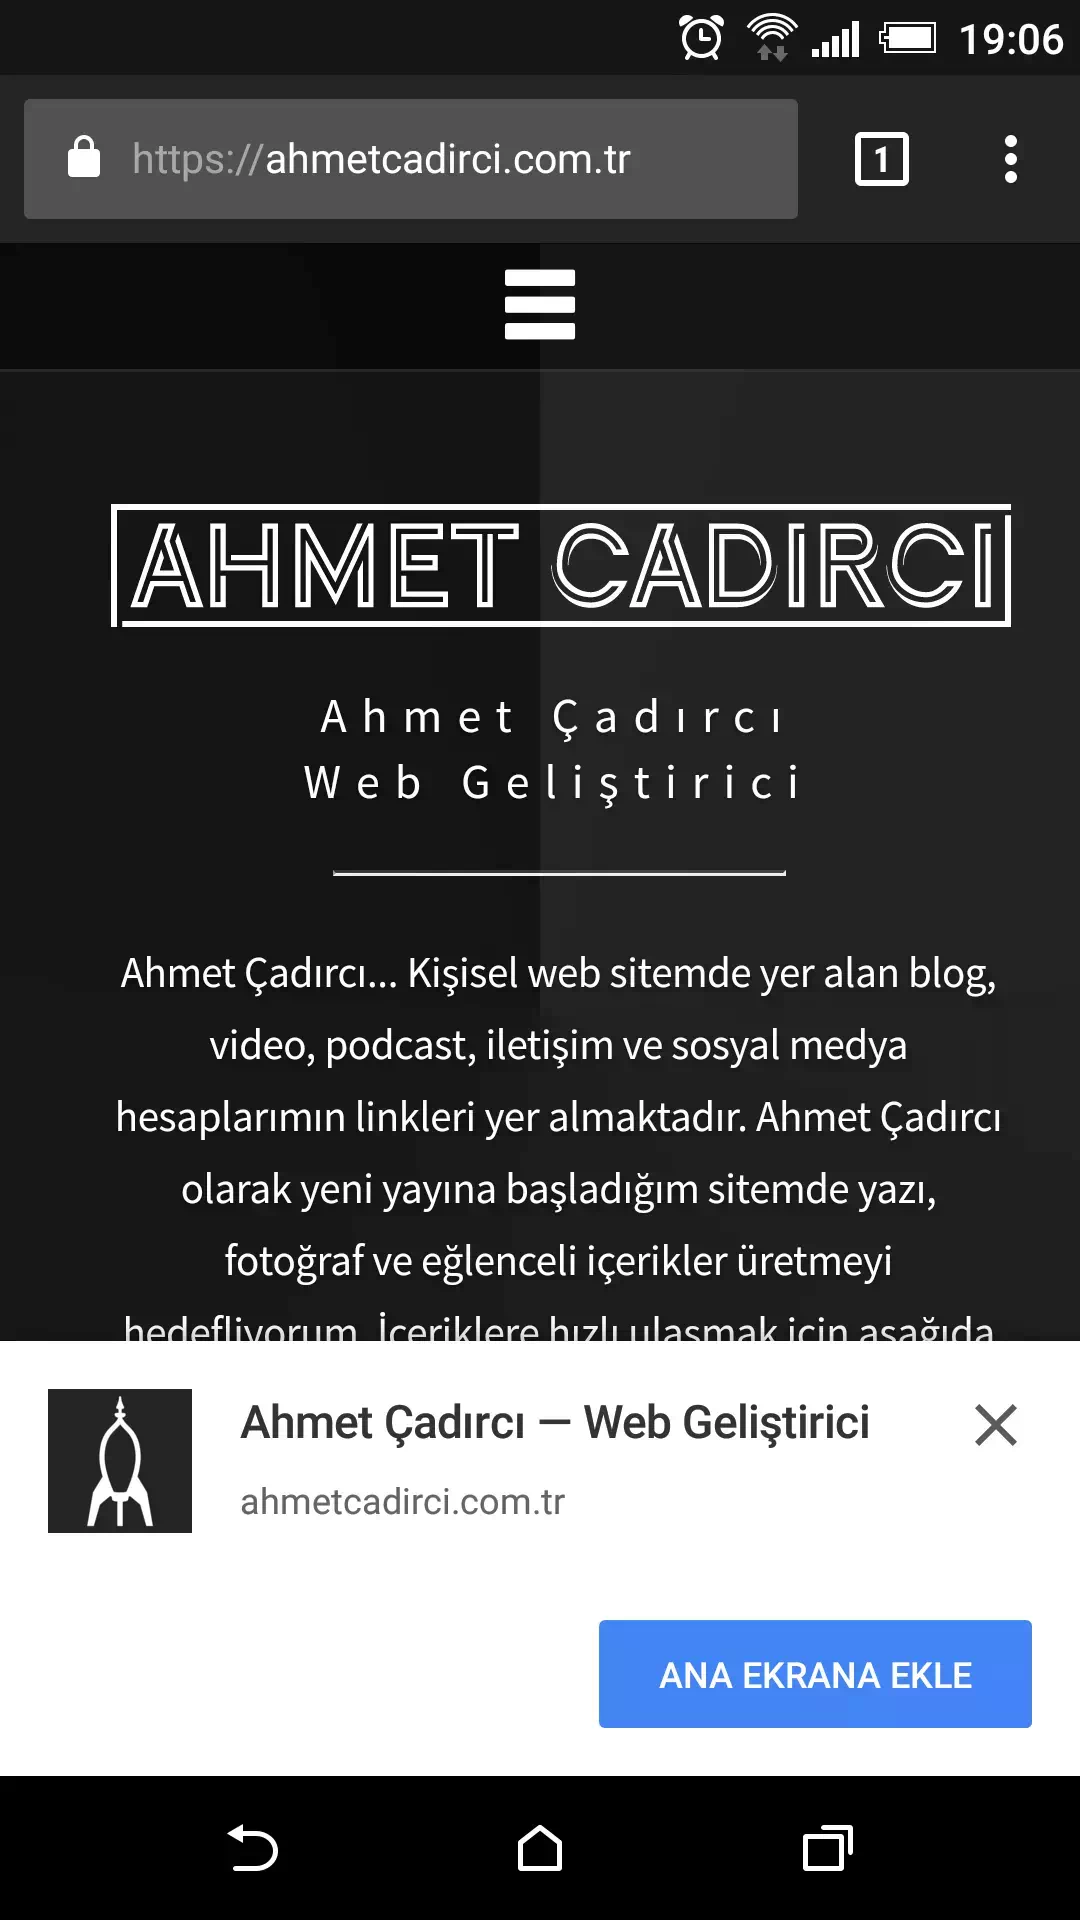 19:06
https://ahmetcadirci.com.tr
1
AHMET CADIRCI
Ahmet Çadırcı
Web Geliştirici
Ahmet Çadırcı... Kişisel web sitemde yer alan blog,
video, podcast, iletişim ve sosyal medya
hesaplarımın linkleri yer almaktadır. Ahmet Çadırcı
olarak yeni yayına başladığım sitemde yazı,
fotoğraf ve eğlenceli içerikler üretmeyi
hedefliyorum. İçeriklere hızlı ulaşmak için aşağıda
Ahmet Çadırcı — Web Geliştirici
ahmetcadirci.com.tr
ANA EKRANA EKLE